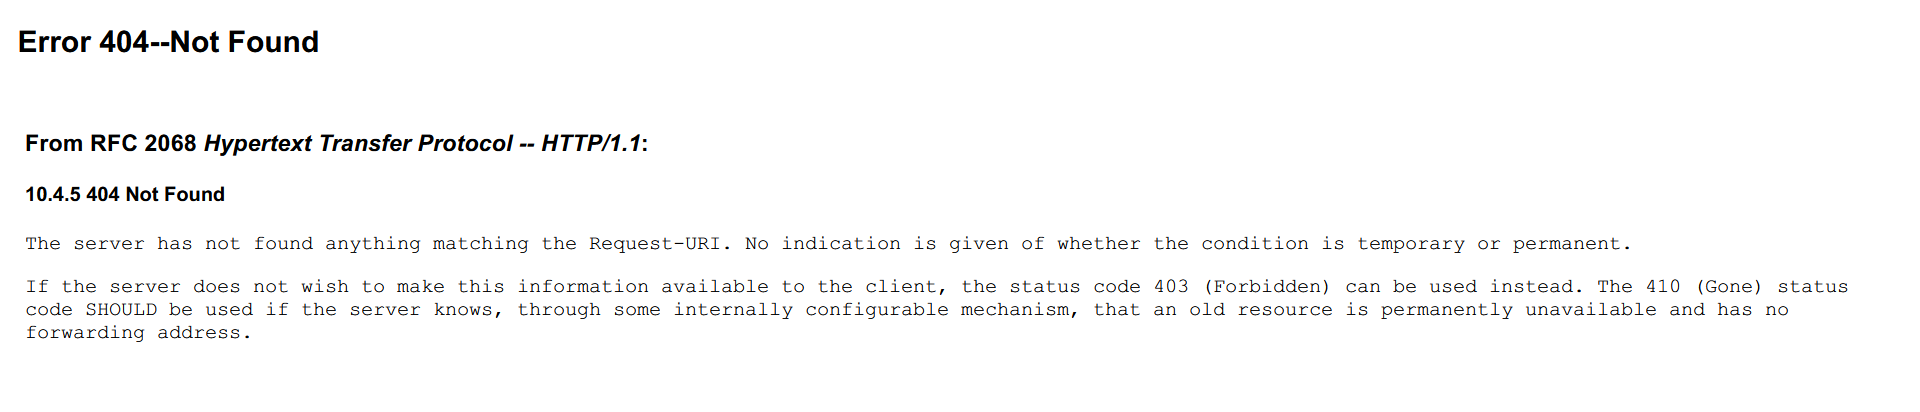 Error 404--Not Found
From RFC 2068 Hypertext Transfer Protocol -- HTTP/1.1:
10.4.5 404 Not Found
The server has not found anything matching the Request-URI. No indication is given of whether the condition is temporary or permanent.
If the server does not wish to make this information available to the client, the status code 403 (Forbidden) can be used instead. The 410 (Gone) status
code SHOULD be used if the server knows, through some internally configurable mechanism, that an old resource is permanently unavailable and has no
forwarding address.